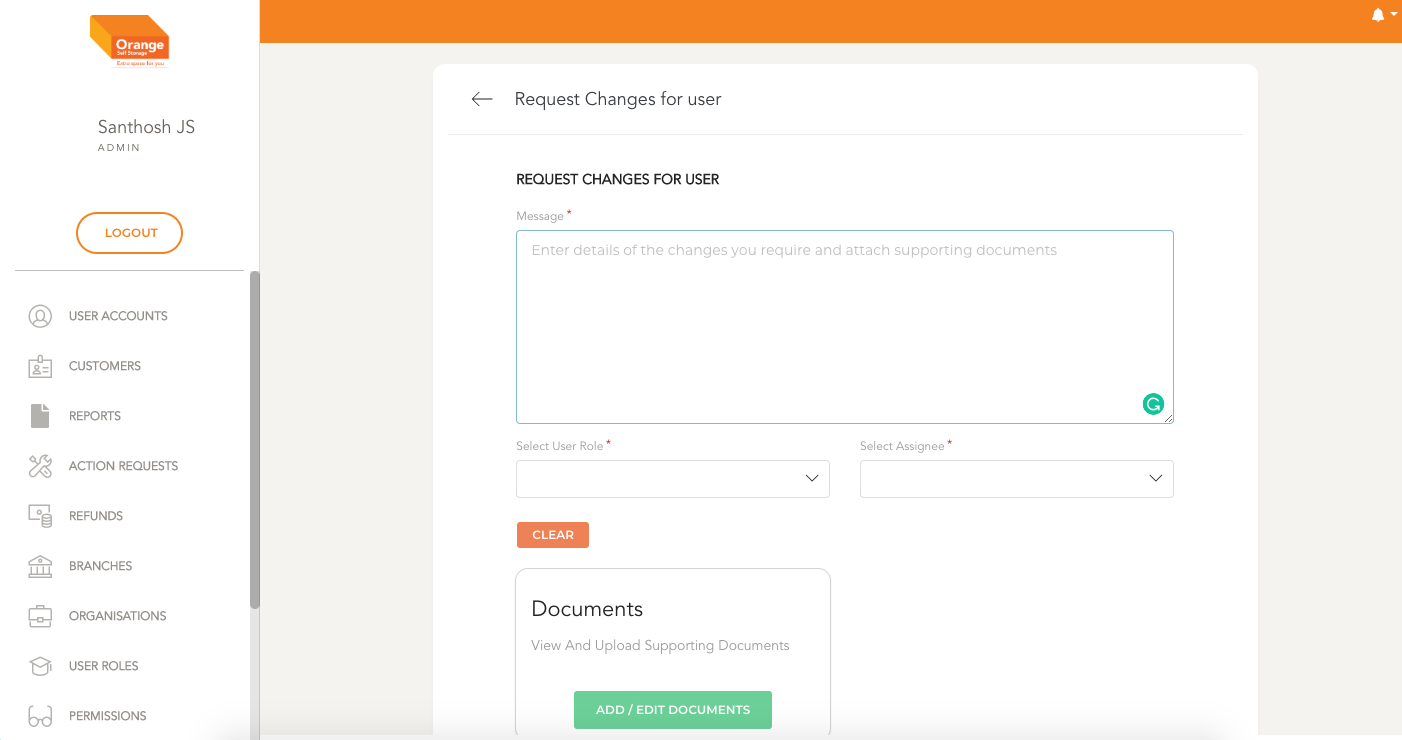 Orange
Self Storage
Extra space for you
Santhosh JS
ADMIN
LOGOUT
USER ACCOUNTS
CUSTOMERS
REPORTS
ACTION REQUESTS
REFUNDS
BRANCHES
ORGANISATIONS
USER ROLES
PERMISSIONS
Request Changes for user
REQUEST CHANGES FOR USER
Message *
Enter details of the changes you require and attach supporting documents
Select User Role *
Select Assignee *
CLEAR
Documents
View And Upload Supporting Documents
ADD / EDIT DOCUMENTS